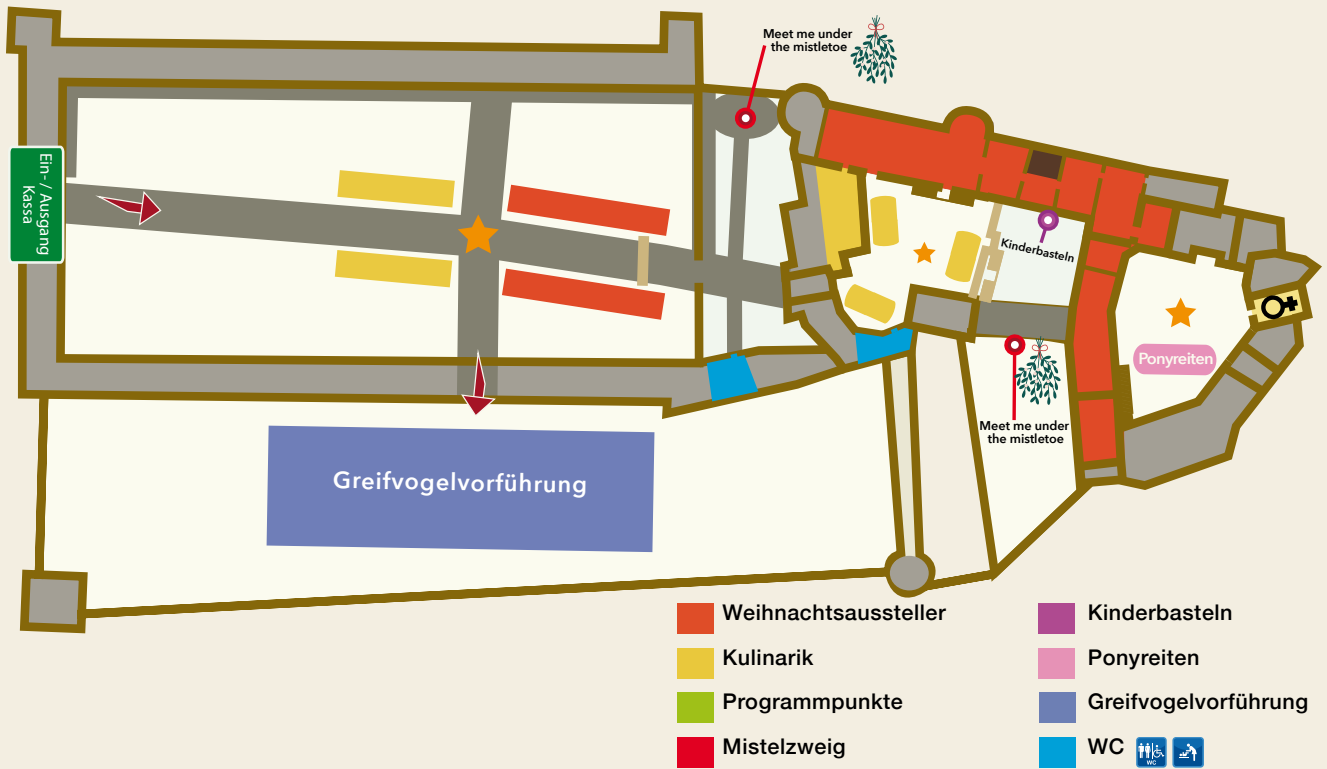 Meet me under
the mistletoe
Ein- / Ausgang
Kassa
Kinderbasteln
Ponyreiten
Meet me under
the mistletoe
Greifvogelvorführung
Weihnachtsaussteller
Kulinarik
Programmpunkte
Mistelzweig
Kinderbasteln
Ponyreiten
Greifvogelvorführung
WC
WC